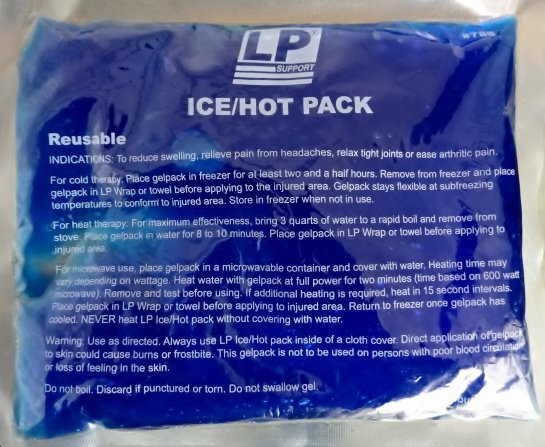 LP
SUPPORT
ICE/HOT PACK
Reusable
INDICATIONS: To reduce swelling, relieve pain from headaches, relax tight joints or ease arthritic pain.
For cold therapy: Place gelpack in freezer for at least two and a half hours. Remove from freezer and place
gelpack in LP Wrap or towel before applying to the injured area. Gelpack stays flexible at subfreezing
temperatures to conform to injured area. Store in freezer when not in use.
For heat therapy: For maximum effectiveness, bring 3 quarts of water to a rapid boil and remove from
stove. Place gelpack in water for 8 to 10 minutes. Place gelpack in LP Wrap or towel before applying to
injured area.
For microwave use, place gelpack in a microwavable container and cover with water. Heating time may
vary depending on wattage. Heat water with gelpack at full power for two minutes (time based on 600 watt
microwave). Remove and test before using. If additional heating is required, heat in 15 second intervals.
Place gelpack in LP Wrap or towel before applying to injured area. Return to freezer once gelpack has
cooled. NEVER heat LP Ice/Hot pack without covering with water.
Warning: Use as directed. Always use LP Ice/Hot pack inside of a cloth cover. Direct application of gelpack
to skin could cause burns or frostbite. This gelpack is not to be used on persons with poor blood circulation
or loss of feeling in the skin.
Do not boil. Discard if punctured or torn. Do not swallow gel.